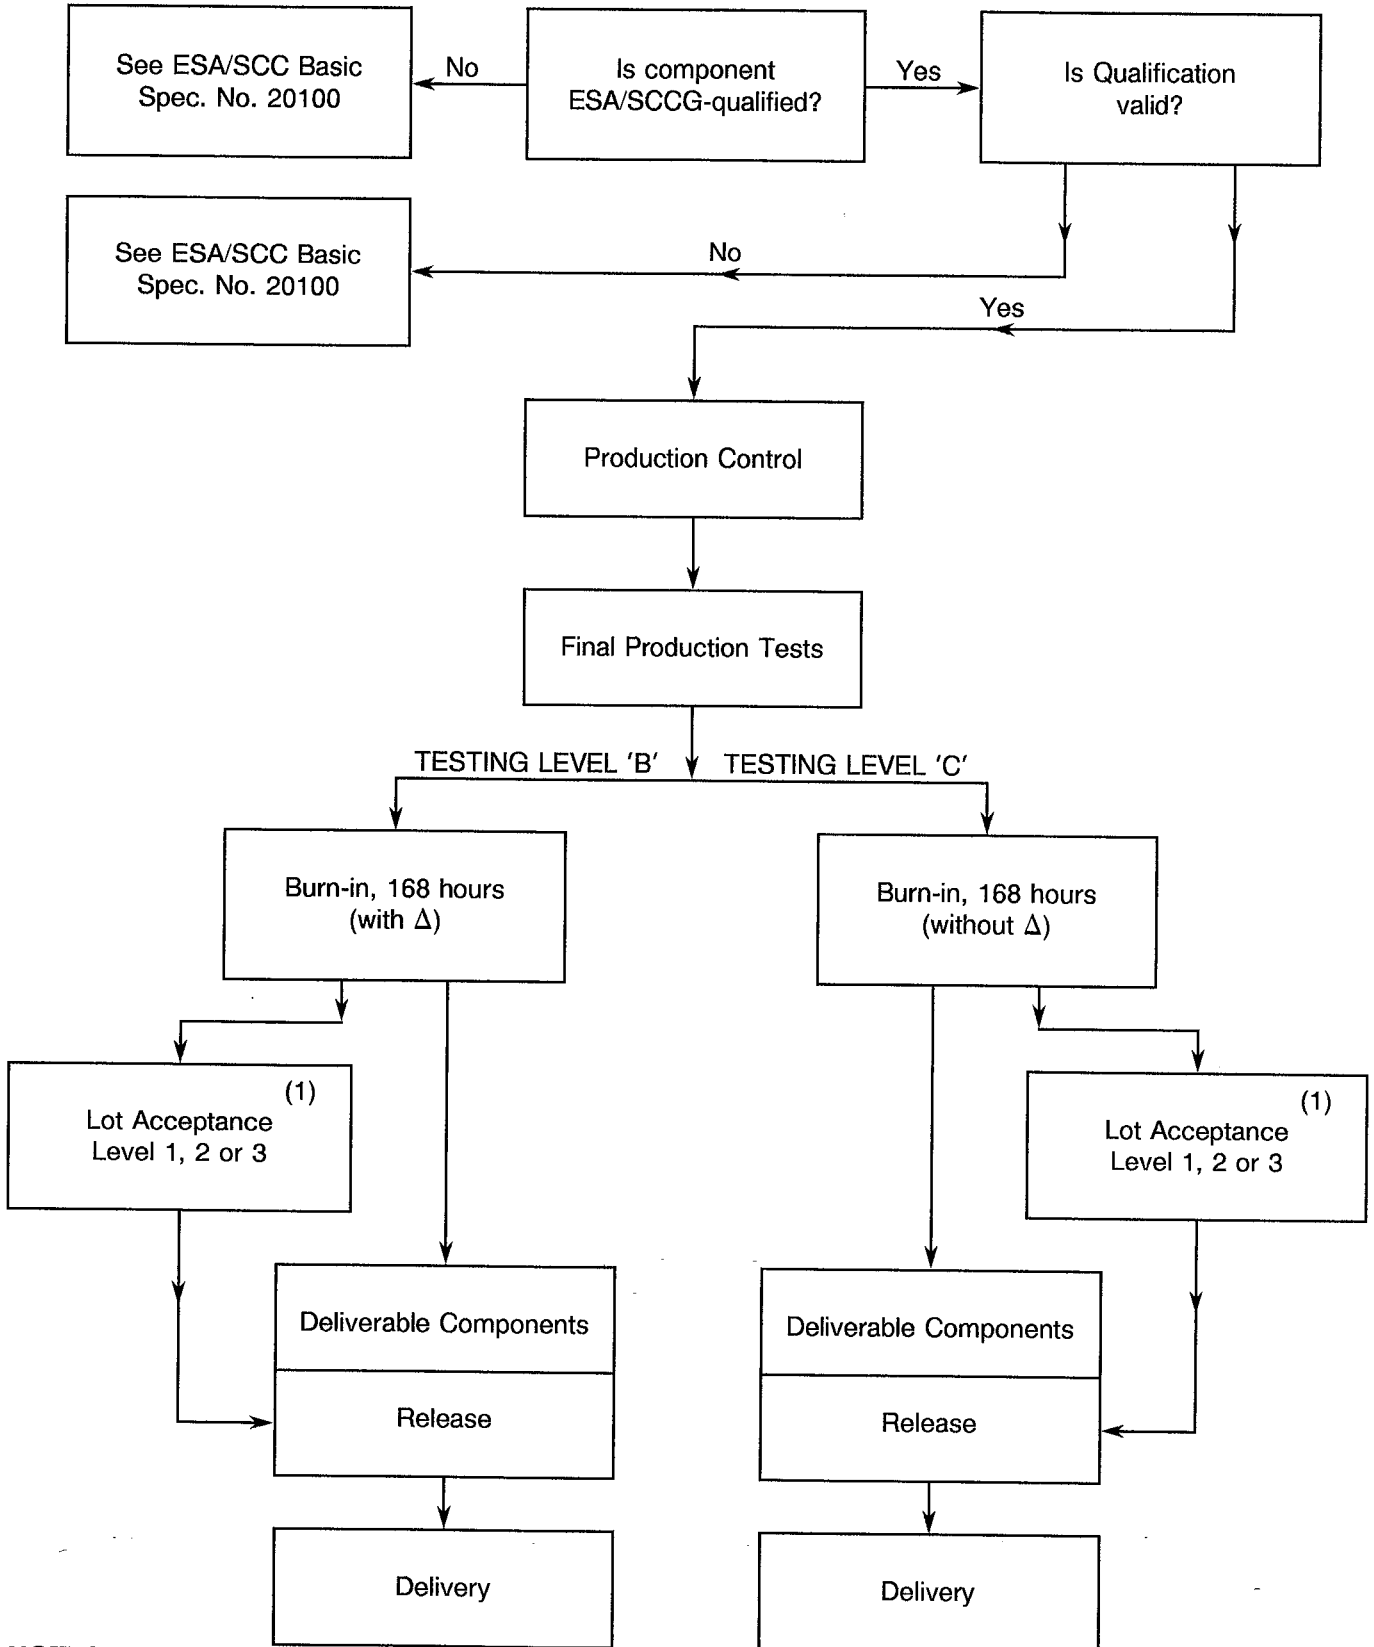 See ESA/SCC Basic
Spec. No. 20100
No
Is component
ESA/SCCG-qualified?
Yes
Is Qualification
valid?
See ESA/SCC Basic
Spec. No. 20100
No
Yes
Production Control
Final Production Tests
TESTING LEVEL 'B'
TESTING LEVEL 'C'
Burn-in, 168 hours
(with Δ)
Burn-in, 168 hours
(without Δ)
(1)
Lot Acceptance
Level 1, 2 or 3
(1)
Lot Acceptance
Level 1, 2 or 3
Deliverable Components
Release
Deliverable Components
Release
Delivery
Delivery